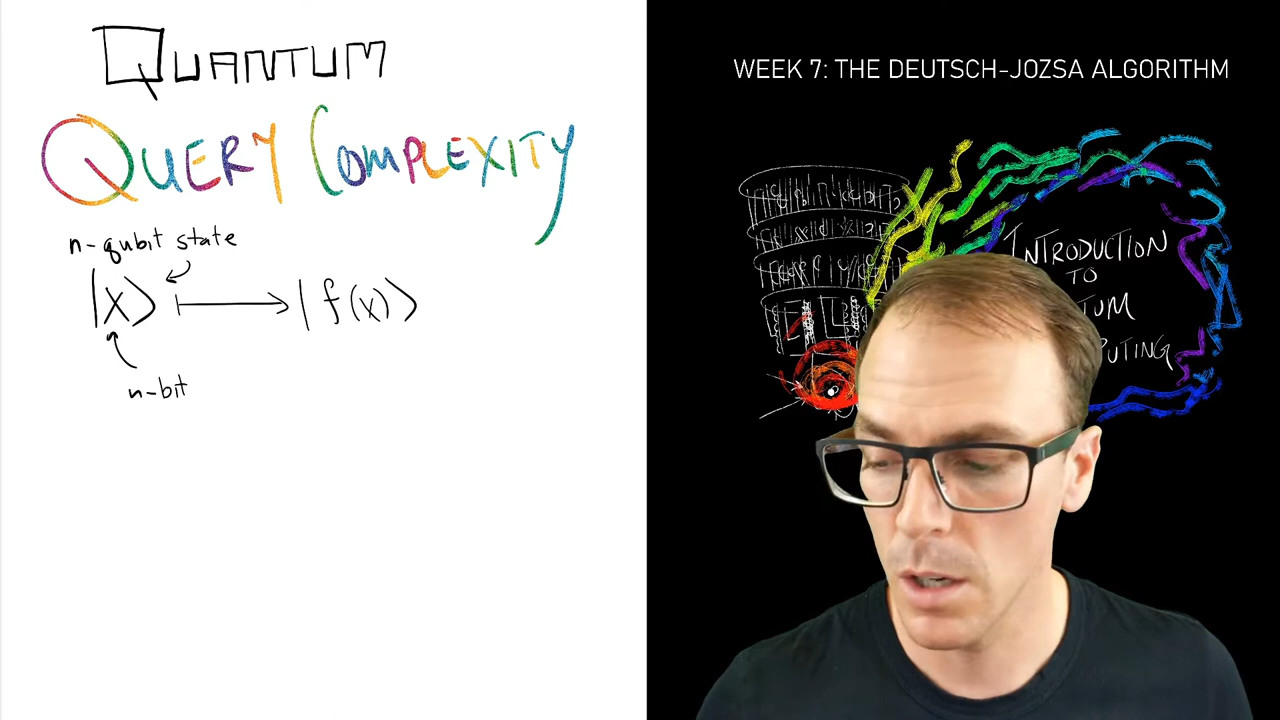 QUANTUM
QUERY COMPLEXITY
n-qubit state
|x⟩ ⟼ |f(x)⟩
n-bit
WEEK 7: THE DEUTSCH-JOZSA ALGORITHM
INTRODUCTION
TO